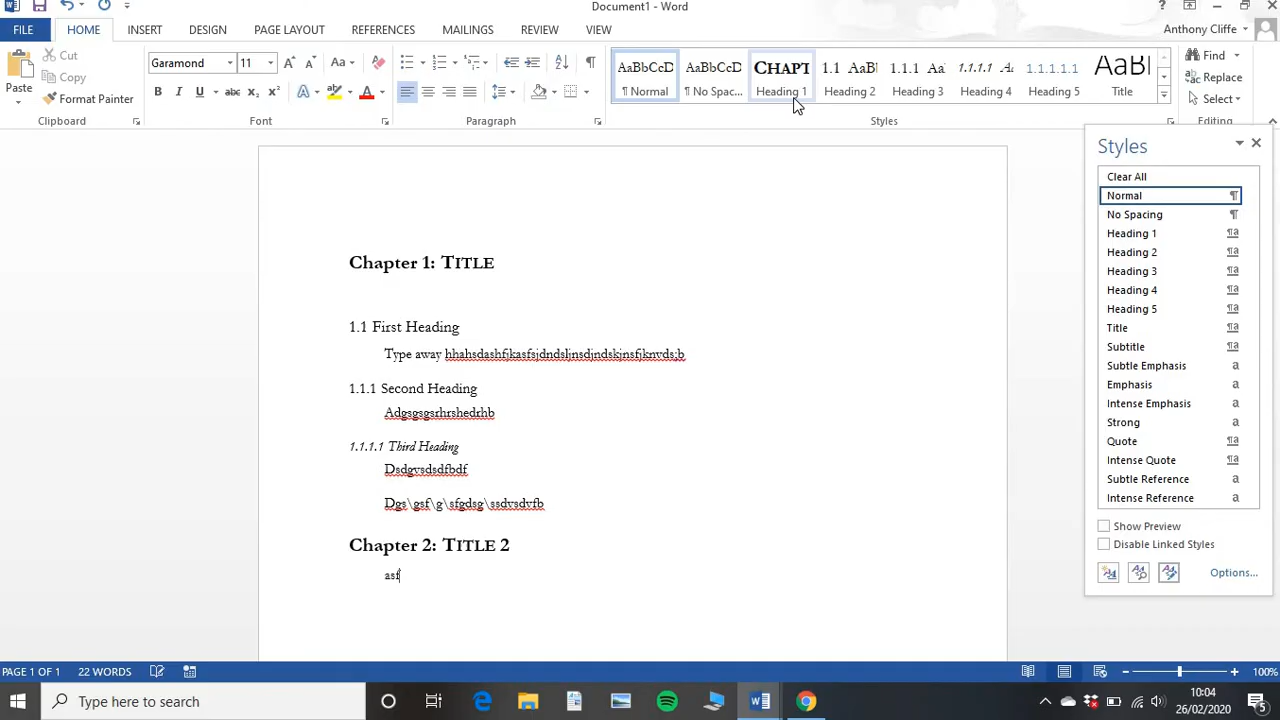 Document1 - Word
FILE HOME INSERT DESIGN PAGE LAYOUT REFERENCES MAILINGS REVIEW VIEW Anthony Cliffe
Cut
Copy
Format Painter
Paste
Clipboard
Garamond 11
Font
Paragraph
AaBbCcD AaBbCcD CHAPT 1.1 AaBl 1.1.1 Aa 1.1.1.1 A 1.1.1.1.1 AaBl
¶ Normal ¶ No Spac... Heading 1 Heading 2 Heading 3 Heading 4 Heading 5 Title
Styles
Find
Replace
Select
Editing
Styles
Clear All
Normal
No Spacing
Heading 1
Heading 2
Heading 3
Heading 4
Heading 5
Title
Subtitle
Subtle Emphasis
Emphasis
Intense Emphasis
Strong
Quote
Intense Quote
Subtle Reference
Intense Reference
Show Preview
Disable Linked Styles
Options...
Chapter 1: TITLE
1.1 First Heading
Type away hhahsdashfjkasfsjdndsljnsdjndskjnsfjknvds;b
1.1.1 Second Heading
Adgsgsgsrhrshedrhb
1.1.1.1 Third Heading
Dsdgvsdsdfbdf
Dgs\gsf\g\sfgdsg\ssdvsdvfb
Chapter 2: TITLE 2
asf
PAGE 1 OF 1 22 WORDS 100%
Type here to search
10:04
26/02/2020